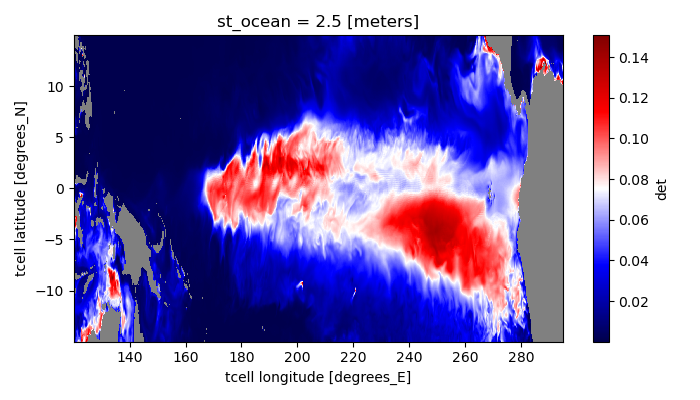 st_ocean = 2.5 [meters]
10
5
0
−5
−10
tcell latitude [degrees_N]
140 160 180 200 220 240 260 280
tcell longitude [degrees_E]
0.14
0.12
0.10
0.08
0.06
0.04
0.02
det